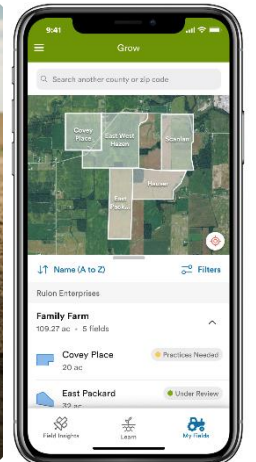 9:41
Grow
Search another county or zip code
Covey
Place
East West
Hazen
Scanlan
Hauser
East
Pack...
Name (A to Z)
Filters
Rulon Enterprises
Family Farm
109.27 ac • 5 fields
Covey Place
Practices Needed
20 ac
East Packard
Under Review
32 ac
Field Insights
Learn
My Fields